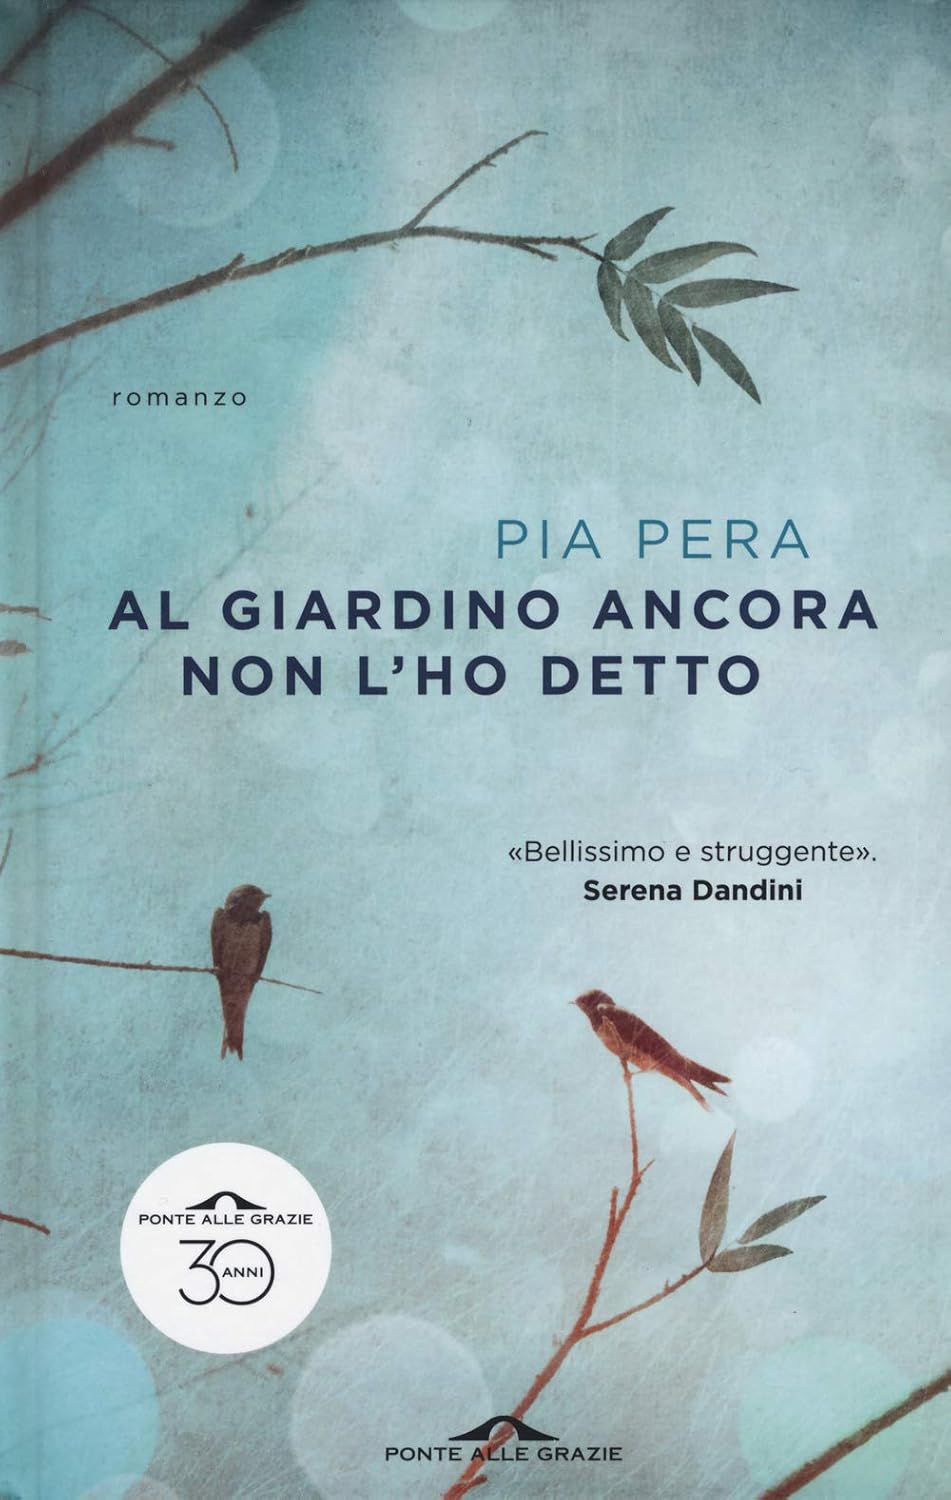 romanzo
PIA PERA
AL GIARDINO ANCORA
NON L'HO DETTO
«Bellissimo e struggente».
Serena Dandini
PONTE ALLE GRAZIE
30 ANNI
PONTE ALLE GRAZIE